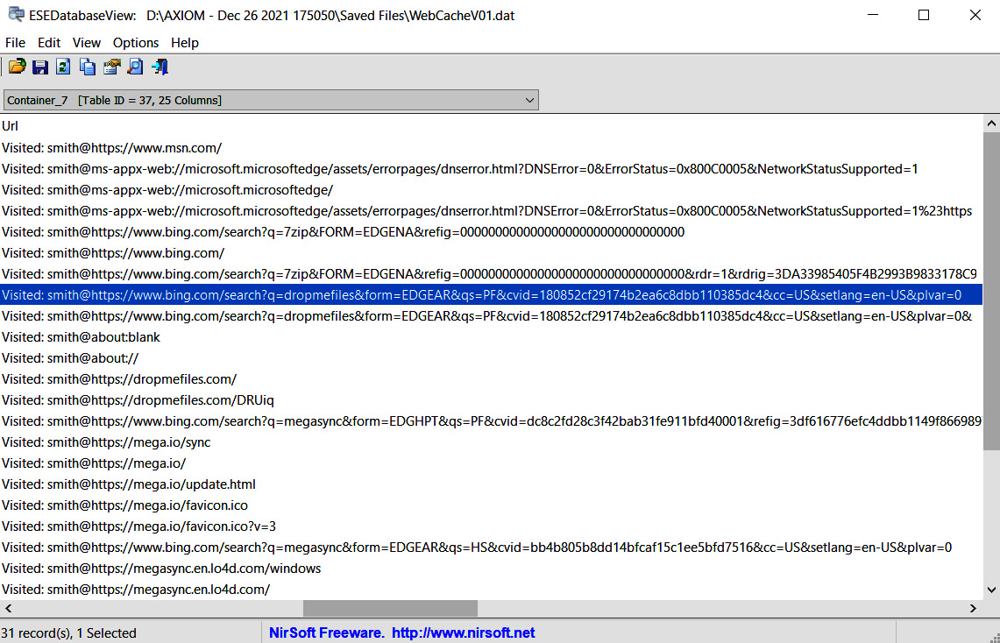 ESEDatabaseView: D:\AXIOM - Dec 26 2021 175050\Saved Files\WebCacheV01.dat
File Edit View Options Help
Container_7 [Table ID = 37, 25 Columns]
Url
Visited: smith@https://www.msn.com/
Visited: smith@ms-appx-web://microsoft.microsoftedge/assets/errorpages/dnserror.html?DNSError=0&ErrorStatus=0x800C0005&NetworkStatusSupported=1
Visited: smith@ms-appx-web://microsoft.microsoftedge/
Visited: smith@ms-appx-web://microsoft.microsoftedge/assets/errorpages/dnserror.html?DNSError=0&ErrorStatus=0x800C0005&NetworkStatusSupported=1%23https
Visited: smith@https://www.bing.com/search?q=7zip&FORM=EDGENA&refig=00000000000000000000000000000000
Visited: smith@https://www.bing.com/
Visited: smith@https://www.bing.com/search?q=7zip&FORM=EDGENA&refig=00000000000000000000000000000000&rdr=1&rdrig=3DA33985405F4B2993B9833178C9
Visited: smith@https://www.bing.com/search?q=dropmefiles&form=EDGEAR&qs=PF&cvid=180852cf29174b2ea6c8dbb110385dc4&cc=US&setlang=en-US&plvar=0
Visited: smith@https://www.bing.com/search?q=dropmefiles&form=EDGEAR&qs=PF&cvid=180852cf29174b2ea6c8dbb110385dc4&cc=US&setlang=en-US&plvar=0&
Visited: smith@about:blank
Visited: smith@about://
Visited: smith@https://dropmefiles.com/
Visited: smith@https://dropmefiles.com/DRUiq
Visited: smith@https://www.bing.com/search?q=megasync&form=EDGHPT&qs=PF&cvid=dc8c2fd28c3f42bab31fe911bfd40001&refig=3df616776efc4ddbb1149f866989
Visited: smith@https://mega.io/sync
Visited: smith@https://mega.io/
Visited: smith@https://mega.io/update.html
Visited: smith@https://mega.io/favicon.ico
Visited: smith@https://mega.io/favicon.ico?v=3
Visited: smith@https://www.bing.com/search?q=megasync&form=EDGEAR&qs=HS&cvid=bb4b805b8dd14bfcaf15c1ee5bfd7516&cc=US&setlang=en-US&plvar=0
Visited: smith@https://megasync.en.lo4d.com/windows
Visited: smith@https://megasync.en.lo4d.com/
31 record(s), 1 Selected NirSoft Freeware. http://www.nirsoft.net